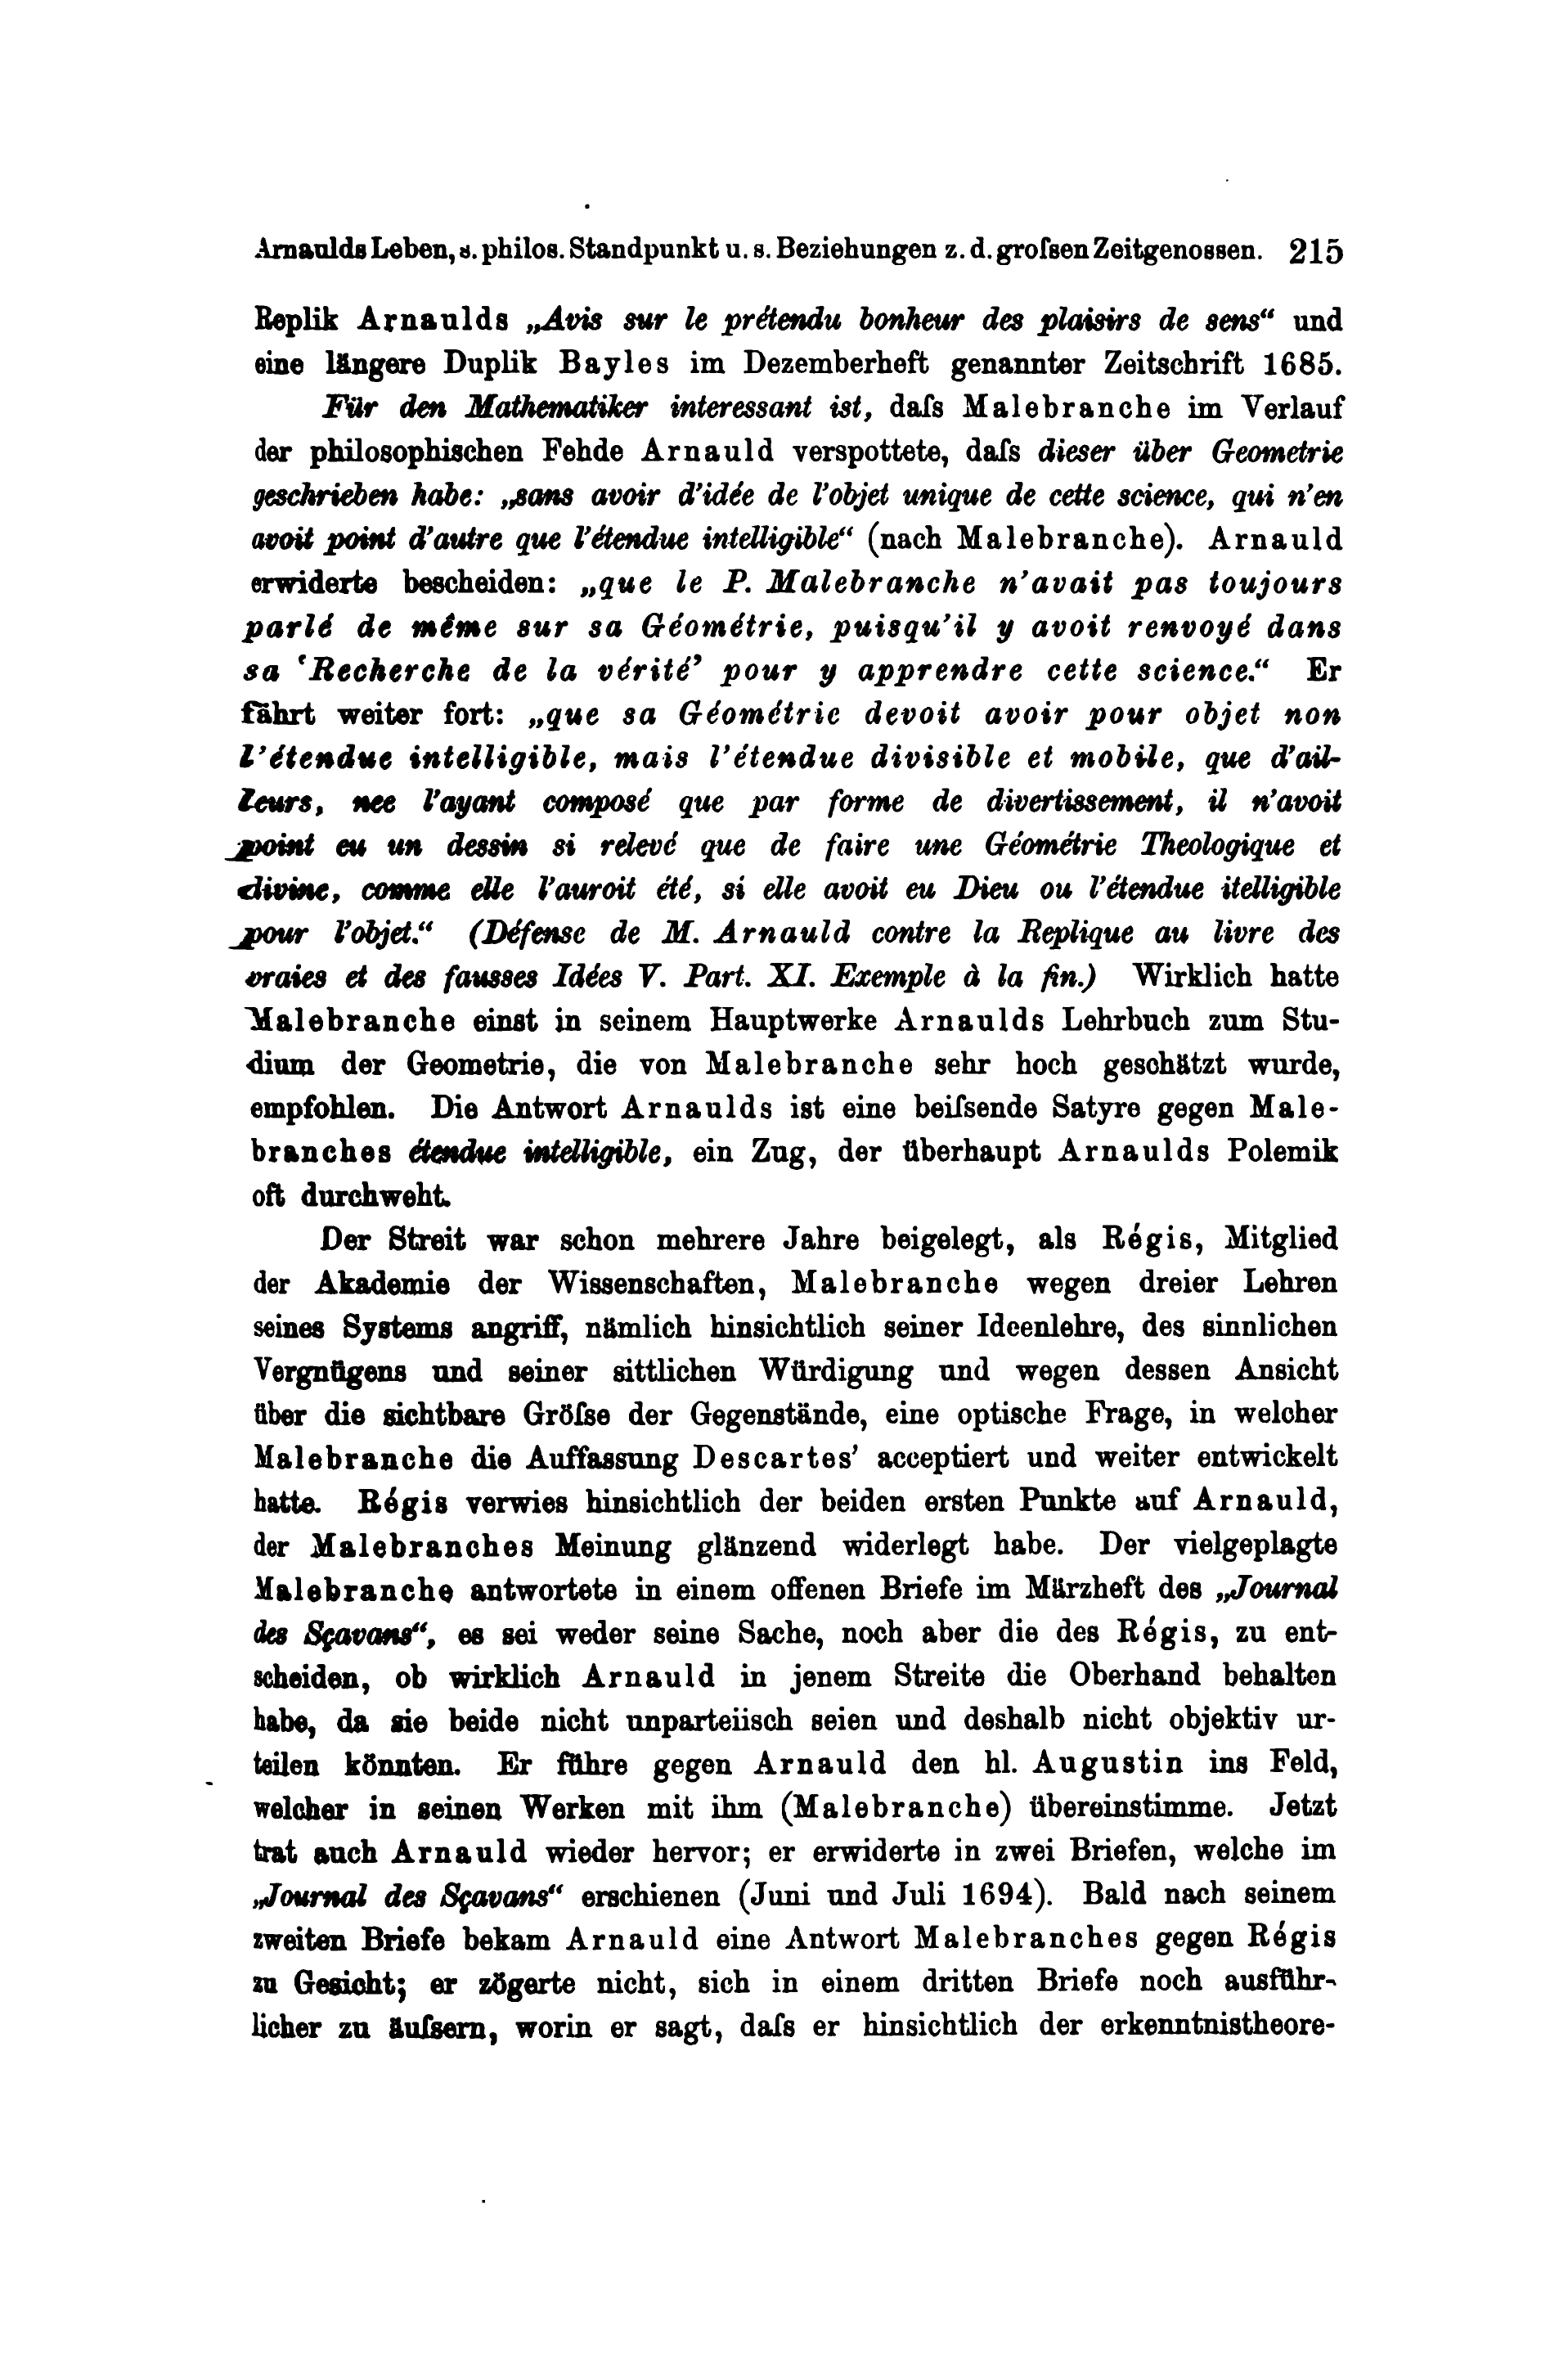 Arnaulds Leben, s. philos. Standpunkt u. s. Beziehungen z. d. groſsen Zeitgenossen. 215
Replik Arnaulds „Avis sur le prétendu bonheur des plaisirs de sens“ und
eine längere Duplik Bayles im Dezemberheft genannter Zeitschrift 1685.
Für den Mathematiker interessant ist, daſs Malebranche im Verlauf
der philosophischen Fehde Arnauld verspottete, daſs dieser über Geometrie
geschrieben habe: „sans avoir d'idée de l'objet unique de cette science, qui n'en
avoit point d'autre que l'étendue intelligible“ (nach Malebranche). Arnauld
erwiderte bescheiden: „que le P. Malebranche n'avait pas toujours
parlé de même sur sa Géométrie, puisqu'il y avoit renvoyé dans
sa ‘Recherche de la vérité’ pour y apprendre cette science.“ Er
fährt weiter fort: „que sa Géométrie devoit avoir pour objet non
l'étendue intelligible, mais l'étendue divisible et mobile, que d'ail-
leurs, nee l'ayant composé que par forme de divertissement, il n'avoit
point eu un dessin si relevé que de faire une Géométrie Theologique et
divine, comme elle l'auroit été, si elle avoit eu Dieu ou l'étendue itelligible
pour l'objet.“ (Défense de M. Arnauld contre la Replique au livre des
vraies et des fausses Idées V. Part. XI. Exemple à la fin.) Wirklich hatte
Malebranche einst in seinem Hauptwerke Arnaulds Lehrbuch zum Stu-
dium der Geometrie, die von Malebranche sehr hoch geschätzt wurde,
empfohlen. Die Antwort Arnaulds ist eine beiſsende Satyre gegen Male-
branches étendue intelligible, ein Zug, der überhaupt Arnaulds Polemik
oft durchweht.
Der Streit war schon mehrere Jahre beigelegt, als Régis, Mitglied
der Akademie der Wissenschaften, Malebranche wegen dreier Lehren
seines Systems angriff, nämlich hinsichtlich seiner Ideenlehre, des sinnlichen
Vergnügens und seiner sittlichen Würdigung und wegen dessen Ansicht
über die sichtbare Gröſse der Gegenstände, eine optische Frage, in welcher
Malebranche die Auffassung Descartes' acceptiert und weiter entwickelt
hatte. Régis verwies hinsichtlich der beiden ersten Punkte auf Arnauld,
der Malebranches Meinung glänzend widerlegt habe. Der vielgeplagte
Malebranche antwortete in einem offenen Briefe im Märzheft des „Journal
des Sçavans“, es sei weder seine Sache, noch aber die des Régis, zu ent-
scheiden, ob wirklich Arnauld in jenem Streite die Oberhand behalten
habe, da sie beide nicht unparteiisch seien und deshalb nicht objektiv ur-
teilen könnten. Er führe gegen Arnauld den hl. Augustin ins Feld,
welcher in seinen Werken mit ihm (Malebranche) übereinstimme. Jetzt
trat auch Arnauld wieder hervor; er erwiderte in zwei Briefen, welche im
„Journal des Sçavans“ erschienen (Juni und Juli 1694). Bald nach seinem
zweiten Briefe bekam Arnauld eine Antwort Malebranches gegen Régis
zu Gesicht; er zögerte nicht, sich in einem dritten Briefe noch ausführ-
licher zu äuſsern, worin er sagt, daſs er hinsichtlich der erkenntnistheore-